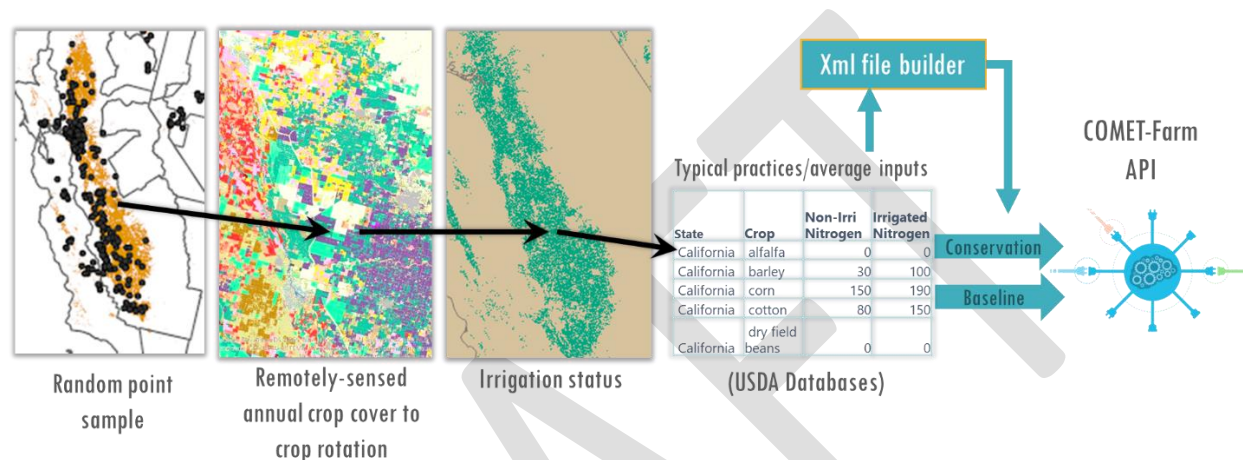 Xml file builder
COMET-Farm
API
Typical practices/average inputs
State Crop Non-Irri Nitrogen Irrigated Nitrogen
California alfalfa 0 0
California barley 30 100
California corn 150 190
California cotton 80 150
California dry field beans 0 0
Conservation
Baseline
(USDA Databases)
Random point
sample
Remotely-sensed
annual crop cover to
crop rotation
Irrigation status